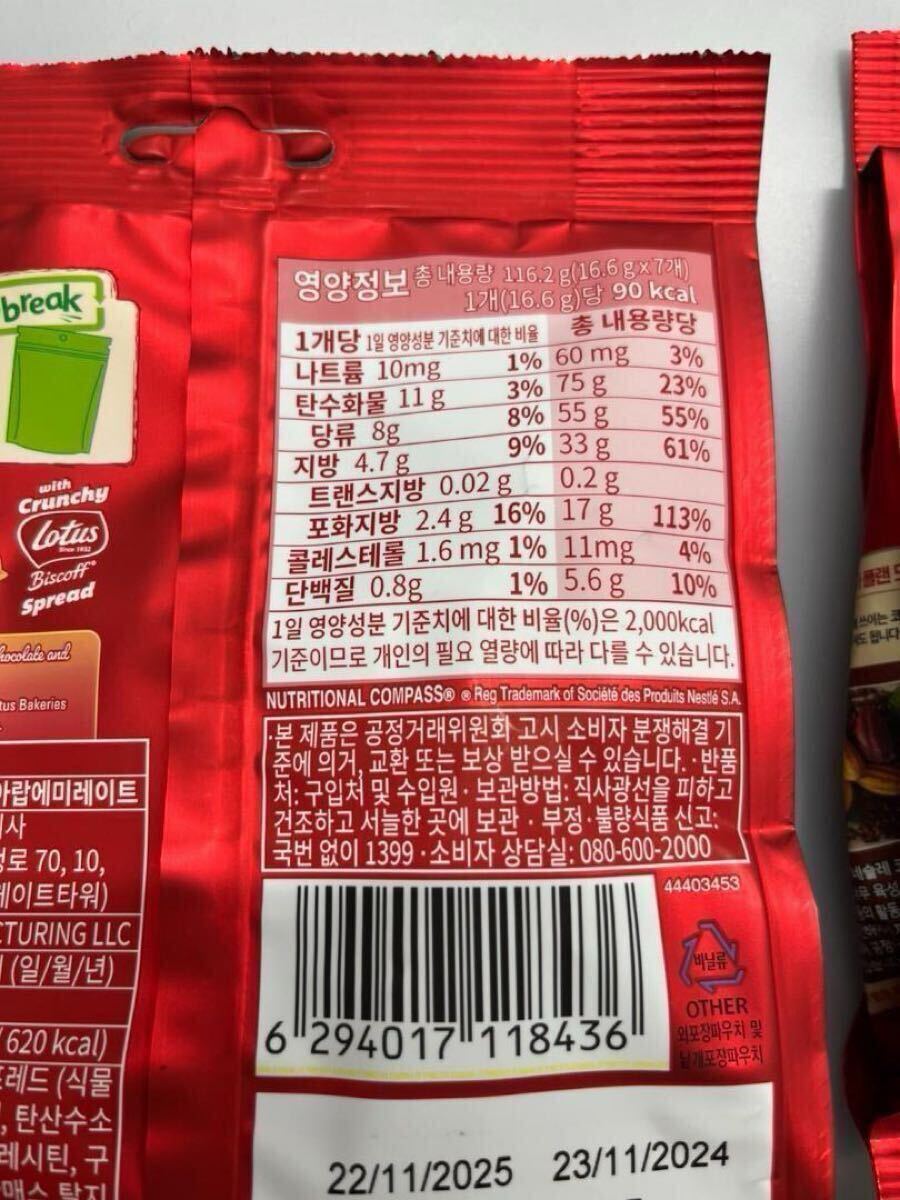 영양정보 총 내용량 116.2 g(16.6 g x 7개)
1개(16.6 g)당 90 kcal
1개당 1일 영양성분 기준치에 대한 비율 총 내용량당
나트륨 10mg 1% 60 mg 3%
탄수화물 11 g 3% 75 g 23%
당류 8g 8% 55 g 55%
지방 4.7 g 9% 33 g 61%
트랜스지방 0.02 g 0.2 g
포화지방 2.4 g 16% 17 g 113%
콜레스테롤 1.6 mg 1% 11mg 4%
단백질 0.8g 1% 5.6 g 10%
1일 영양성분 기준치에 대한 비율(%)은 2,000kcal
기준이므로 개인의 필요 열량에 따라 다를 수 있습니다.
NUTRITIONAL COMPASS® ® Reg Trademark of Société des Produits Nestlé S.A.
·본 제품은 공정거래위원회 고시 소비자 분쟁해결 기
준에 의거, 교환 또는 보상 받으실 수 있습니다. · 반품
처: 구입처 및 수입원 · 보관방법: 직사광선을 피하고
건조하고 서늘한 곳에 보관 · 부정·불량식품 신고:
국번 없이 1399 · 소비자 상담실: 080-600-2000
44403453
6 294017 118436
비닐류
OTHER
외포장파우치 및
낱개포장파우치
22/11/2025 23/11/2024
break
with
Crunchy
Lotus
Since 1932
Biscoff®
Spread
hocolate and
tus Bakeries
아랍에미레이트
사
로 70, 10,
이트타워)
CTURING LLC
(일/월/년)
(620 kcal)
레드 (식물
, 탄산수소
레시틴, 구
매스, 탈지
플랜
네슬레
육성
활동